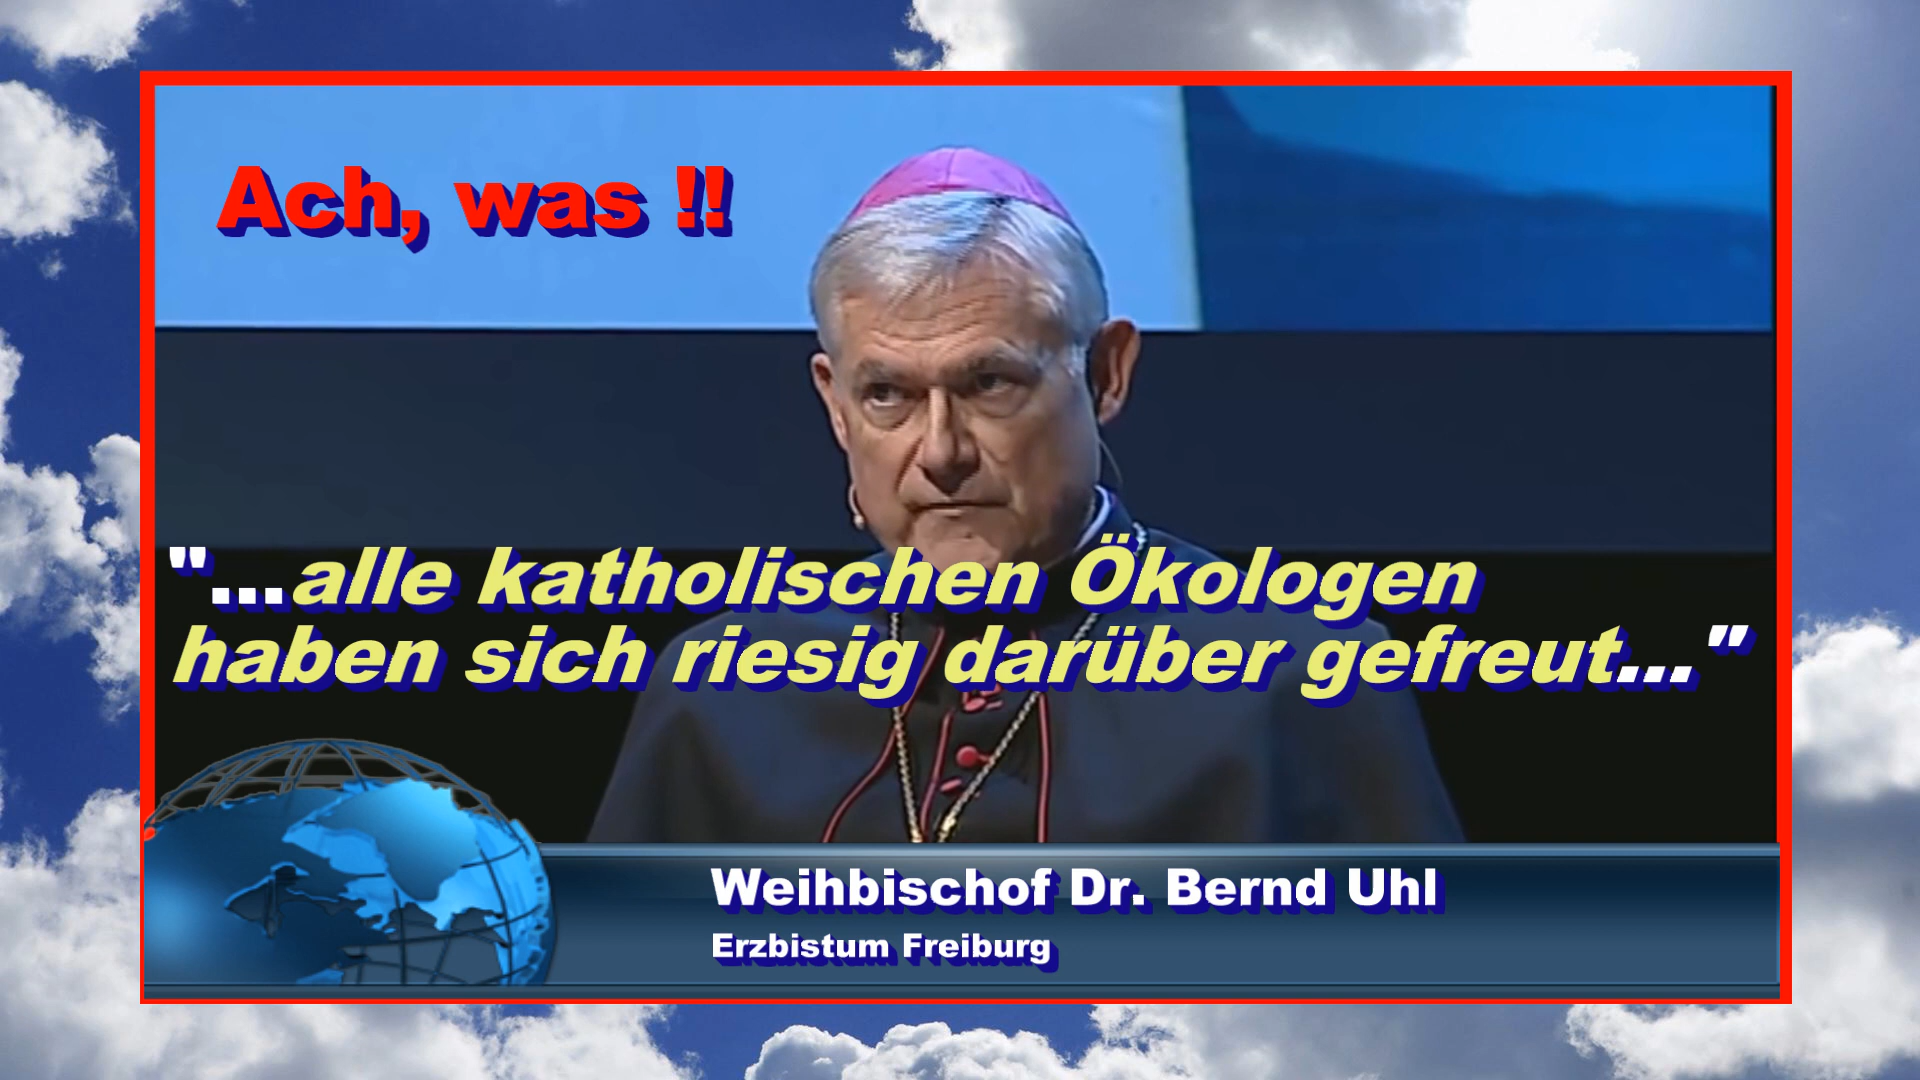 Ach, was !!
"...alle katholischen Ökologen
haben sich riesig darüber gefreut..."
Weihbischof Dr. Bernd Uhl
Erzbistum Freiburg